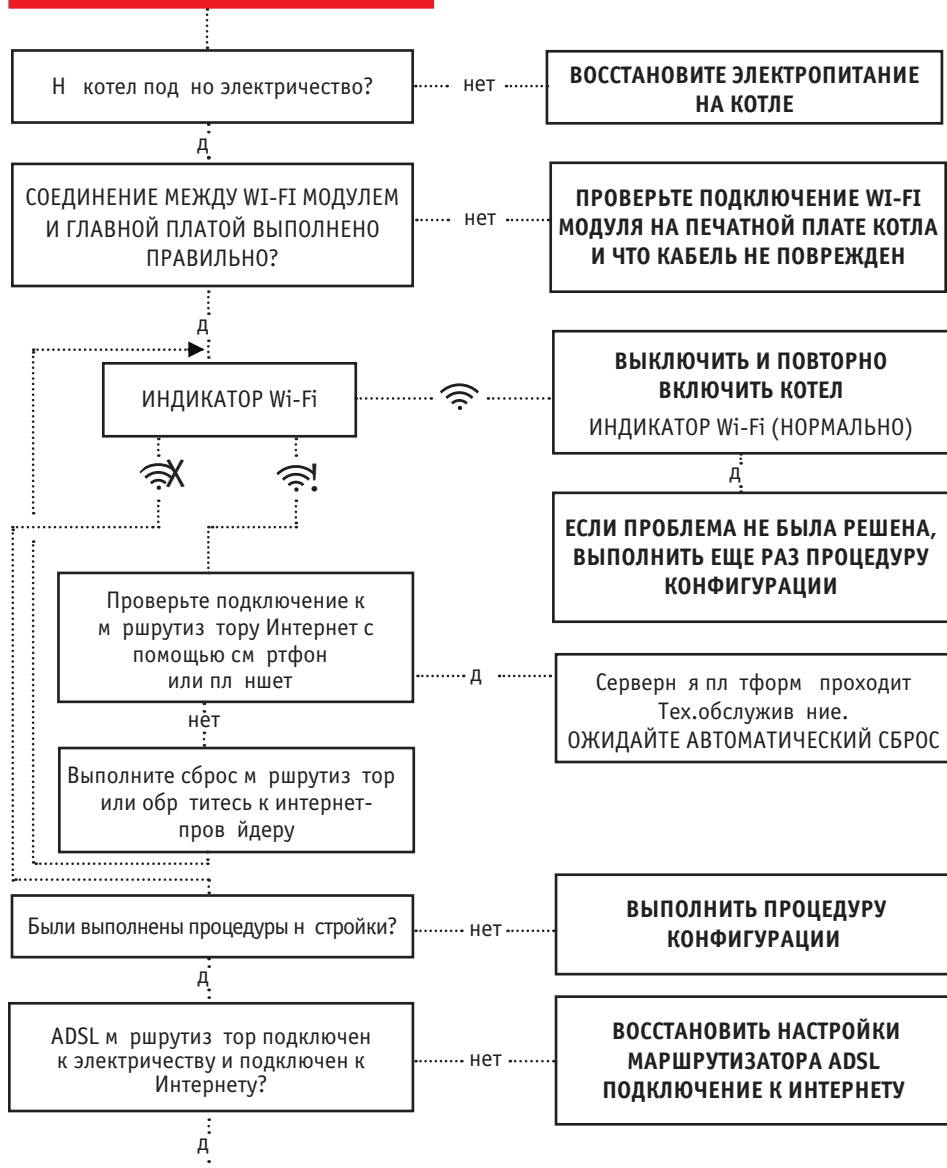 Н котел под но электричество?
нет
ВОССТАНОВИТЕ ЭЛЕКТРОПИТАНИЕ
НА КОТЛЕ
д
СОЕДИНЕНИЕ МЕЖДУ WI-FI МОДУЛЕМ
И ГЛАВНОЙ ПЛАТОЙ ВЫПОЛНЕНО
ПРАВИЛЬНО?
нет
ПРОВЕРЬТЕ ПОДКЛЮЧЕНИЕ WI-FI
МОДУЛЯ НА ПЕЧАТНОЙ ПЛАТЕ КОТЛА
И ЧТО КАБЕЛЬ НЕ ПОВРЕЖДЕН
д
ИНДИКАТОР Wi-Fi
ВЫКЛЮЧИТЬ И ПОВТОРНО
ВКЛЮЧИТЬ КОТЕЛ
ИНДИКАТОР Wi-Fi (НОРМАЛЬНО)
д
ЕСЛИ ПРОБЛЕМА НЕ БЫЛА РЕШЕНА,
ВЫПОЛНИТЬ ЕЩЕ РАЗ ПРОЦЕДУРУ
КОНФИГУРАЦИИ
X
!
Проверьте подключение к
м ршрутиз тору Интернет с
помощью см ртфон
или пл ншет
д
Серверн я пл тформ проходит
Тех.обслужив ние.
ОЖИДАЙТЕ АВТОМАТИЧЕСКИЙ СБРОС
нет
Выполните сброс м ршрутиз тор
или обр титесь к интернет-
пров йдеру
Были выполнены процедуры н стройки?
нет
ВЫПОЛНИТЬ ПРОЦЕДУРУ
КОНФИГУРАЦИИ
д
ADSL м ршрутиз тор подключен
к электричеству и подключен к
Интернету?
нет
ВОССТАНОВИТЬ НАСТРОЙКИ
МАРШРУТИЗАТОРА ADSL
ПОДКЛЮЧЕНИЕ К ИНТЕРНЕТУ
д